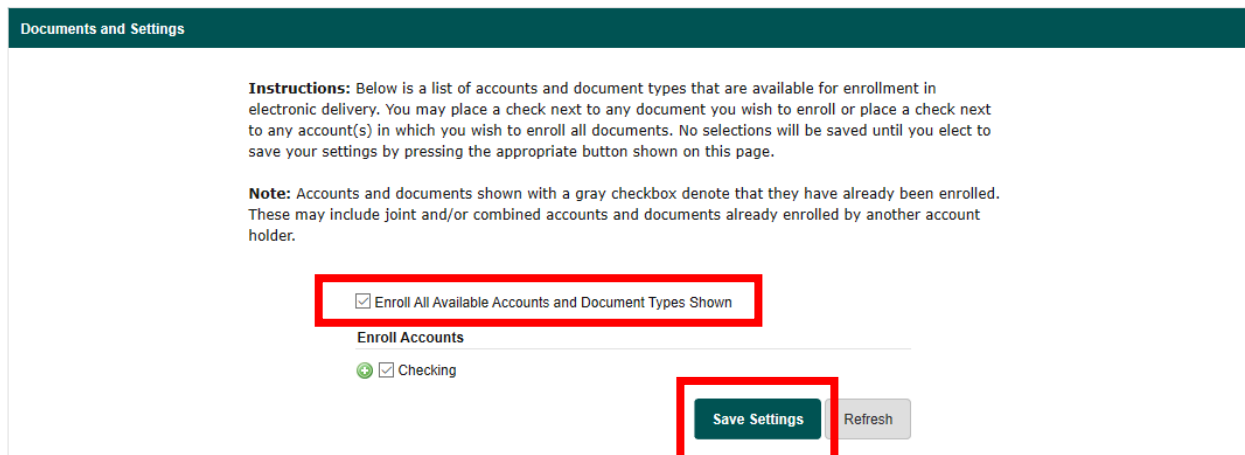 Documents and Settings
Instructions: Below is a list of accounts and document types that are available for enrollment in
electronic delivery. You may place a check next to any document you wish to enroll or place a check next
to any account(s) in which you wish to enroll all documents. No selections will be saved until you elect to
save your settings by pressing the appropriate button shown on this page.
Note: Accounts and documents shown with a gray checkbox denote that they have already been enrolled.
These may include joint and/or combined accounts and documents already enrolled by another account
holder.
Enroll All Available Accounts and Document Types Shown
Enroll Accounts
Checking
Save Settings Refresh